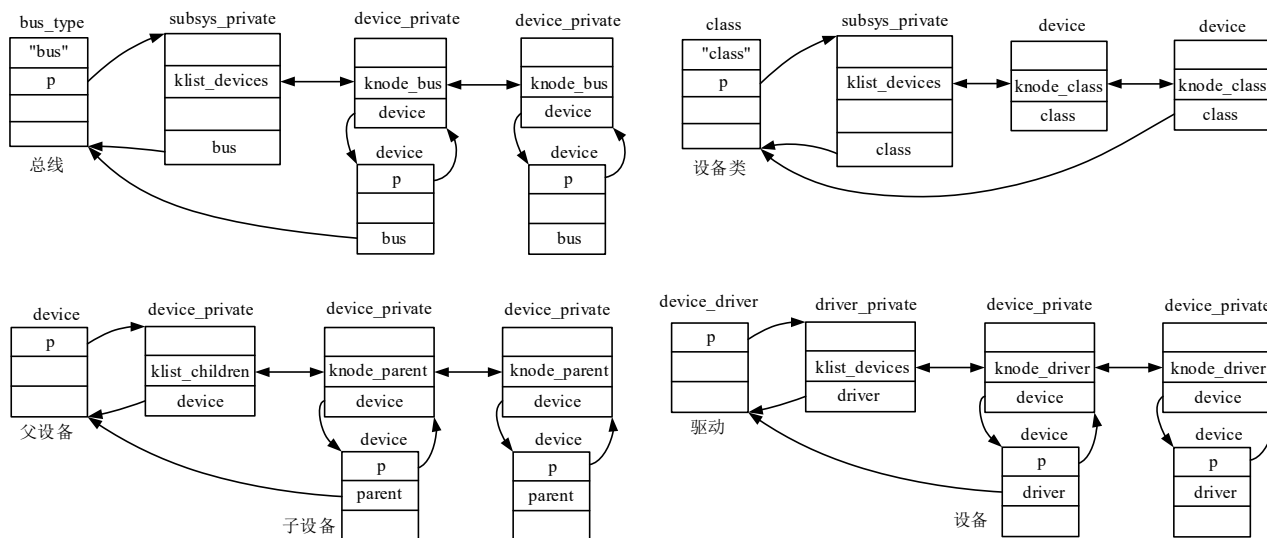 bus_type
"bus"
p
总线
subsys_private
klist_devices
bus
device_private
knode_bus
device
device
p
bus
device_private
knode_bus
device
device
p
bus
class
"class"
p
设备类
subsys_private
klist_devices
class
device
knode_class
class
device
knode_class
class
device
p
父设备
device_private
klist_children
device
device_private
knode_parent
device
device
p
parent
子设备
device_private
knode_parent
device
device
p
parent
device_driver
p
驱动
driver_private
klist_devices
driver
device_private
knode_driver
device
device
p
driver
设备
device_private
knode_driver
device
device
p
driver